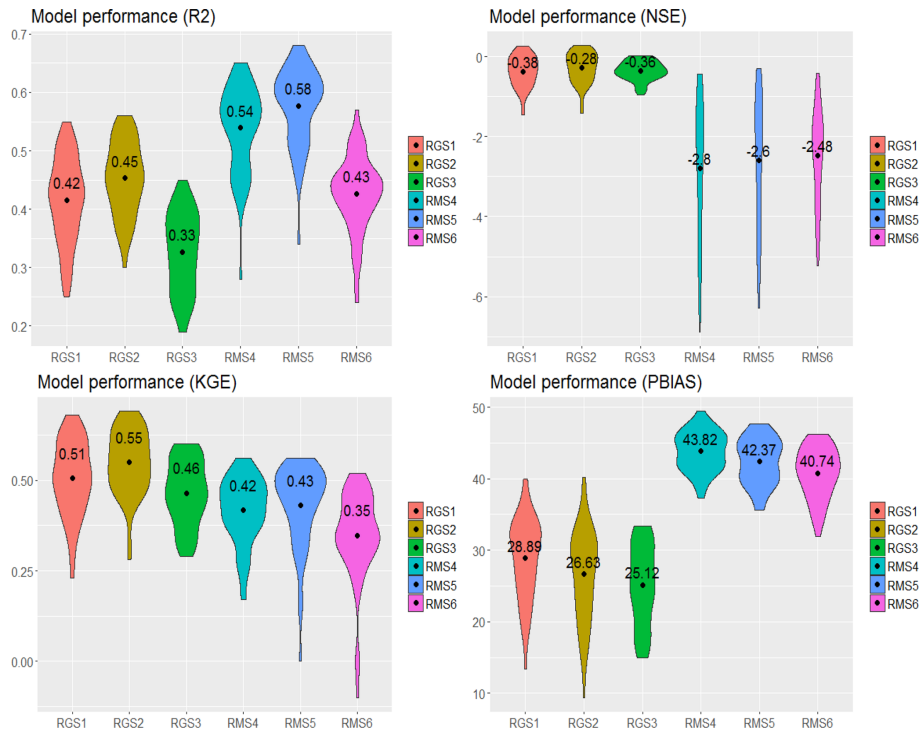 Model performance (R2)
0.7
0.6
0.5
0.4
0.3
0.2
0.42
0.45
0.33
0.54
0.58
0.43
RGS1 RGS2 RGS3 RMS4 RMS5 RMS6
RGS1
RGS2
RGS3
RMS4
RMS5
RMS6
Model performance (NSE)
0
-2
-4
-6
-0.38
-0.28
-0.36
-2.8
-2.6
-2.48
RGS1 RGS2 RGS3 RMS4 RMS5 RMS6
RGS1
RGS2
RGS3
RMS4
RMS5
RMS6
Model performance (KGE)
0.50
0.25
0.00
0.51
0.55
0.46
0.42
0.43
0.35
RGS1 RGS2 RGS3 RMS4 RMS5 RMS6
RGS1
RGS2
RGS3
RMS4
RMS5
RMS6
Model performance (PBIAS)
50
40
30
20
10
28.89
26.63
25.12
43.82
42.37
40.74
RGS1 RGS2 RGS3 RMS4 RMS5 RMS6
RGS1
RGS2
RGS3
RMS4
RMS5
RMS6